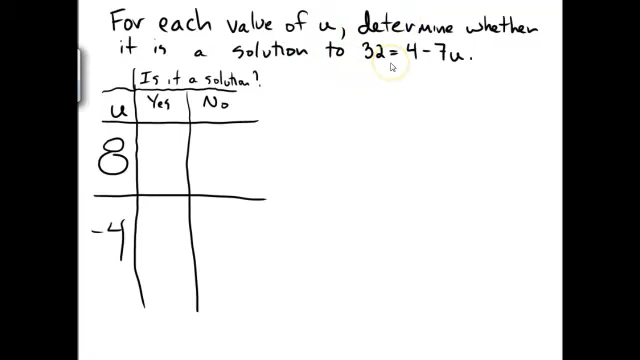 For each value of u, determine whether
it is a solution to 32 = 4 - 7u.
Is it a solution?
u Yes No
8
-4